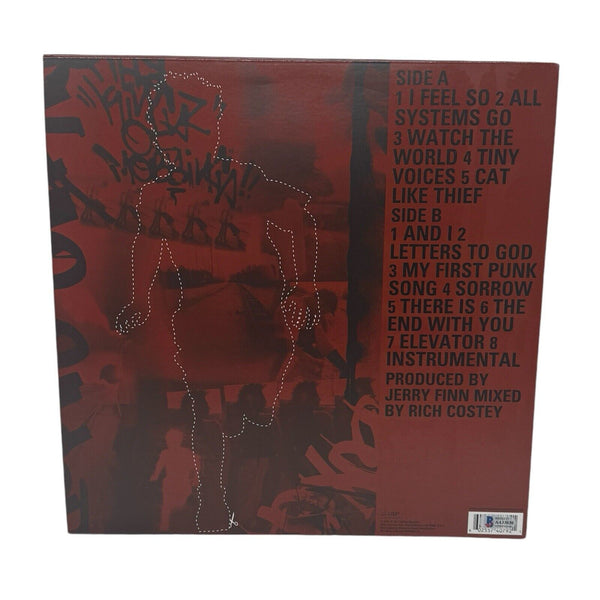 SIDE A
1 I FEEL SO 2 ALL
SYSTEMS GO
3 WATCH THE
WORLD 4 TINY
VOICES 5 CAT
LIKE THIEF
SIDE B
1 AND I 2
LETTERS TO GOD
3 MY FIRST PUNK
SONG 4 SORROW
5 THERE IS 6 THE
END WITH YOU
7 ELEVATOR 8
INSTRUMENTAL
PRODUCED BY
JERRY FINN MIXED
BY RICH COSTEY